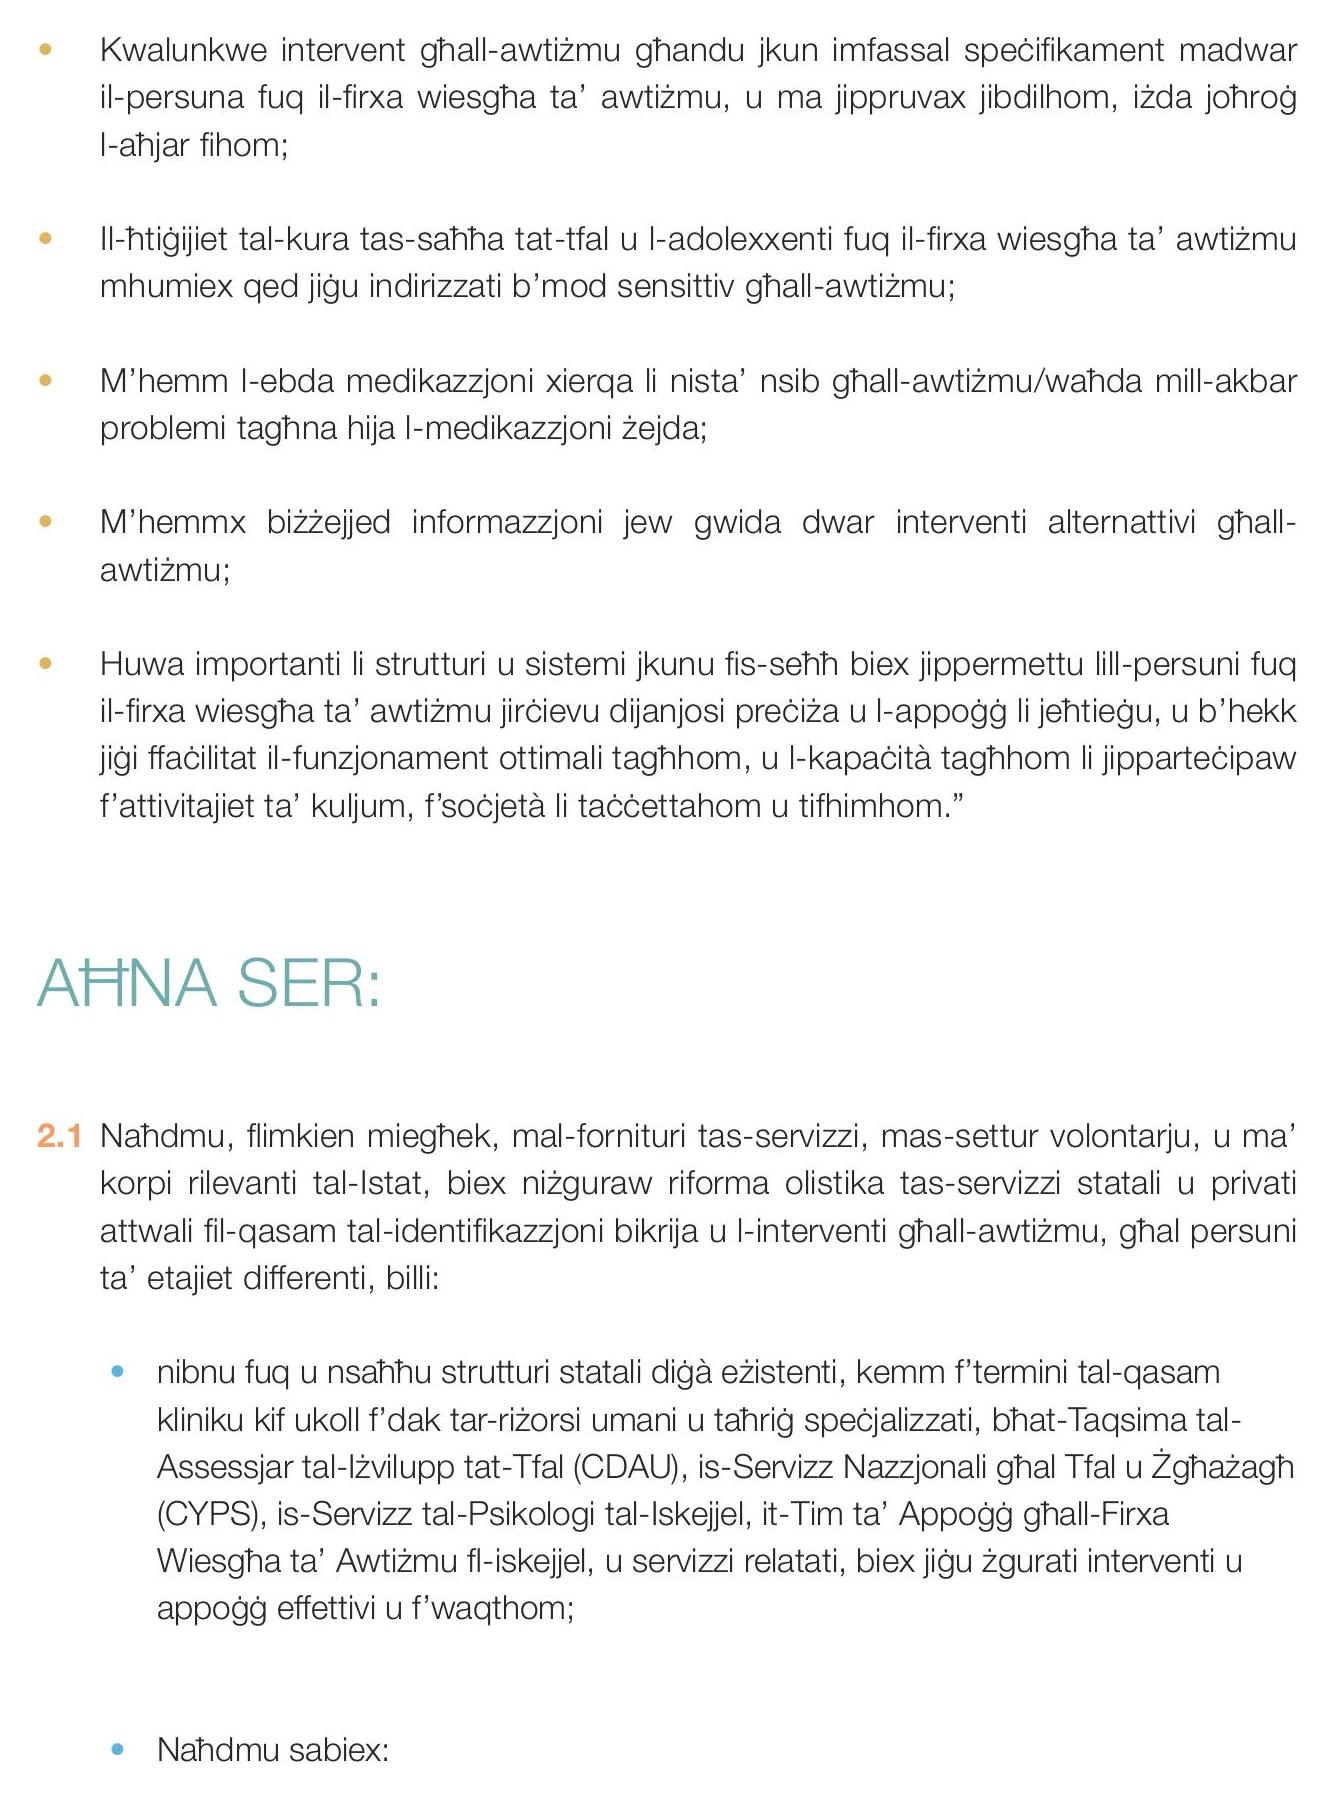 • Kwalunkwe intervent għall-awtiżmu għandu jkun imfassal speċifikament madwar
il-persuna fuq il-firxa wiesgħa ta’ awtiżmu, u ma jippruvax jibdilhom, iżda joħroġ
l-aħjar fihom;
• Il-ħtiġijiet tal-kura tas-saħħa tat-tfal u l-adolexxenti fuq il-firxa wiesgħa ta’ awtiżmu
mhumiex qed jiġu indirizzati b’mod sensittiv għall-awtiżmu;
• M’hemm l-ebda medikazzjoni xierqa li nista’ nsib għall-awtiżmu/waħda mill-akbar
problemi tagħna hija l-medikazzjoni żejda;
• M’hemmx biżżejjed informazzjoni jew gwida dwar interventi alternattivi għall-
awtiżmu;
• Huwa importanti li strutturi u sistemi jkunu fis-seħħ biex jippermettu lill-persuni fuq
il-firxa wiesgħa ta’ awtiżmu jirċievu dijanjosi preċiża u l-appoġġ li jeħtieġu, u b’hekk
jiġi ffaċilitat il-funzjonament ottimali tagħhom, u l-kapaċità tagħhom li jipparteċipaw
f’attivitajiet ta’ kuljum, f’soċjetà li taċċettahom u tifhimhom.”
AĦNA SER:
2.1 Naħdmu, flimkien miegħek, mal-fornituri tas-servizzi, mas-settur volontarju, u ma’
korpi rilevanti tal-Istat, biex niżguraw riforma olistika tas-servizzi statali u privati
attwali fil-qasam tal-identifikazzjoni bikrija u l-interventi għall-awtiżmu, għal persuni
ta’ etajiet differenti, billi:
• nibnu fuq u nsaħħu strutturi statali diġà eżistenti, kemm f’termini tal-qasam
kliniku kif ukoll f’dak tar-riżorsi umani u taħriġ speċjalizzati, bħat-Taqsima tal-
Assessjar tal-Iżvilupp tat-Tfal (CDAU), is-Servizz Nazzjonali għal Tfal u Żgħażagħ
(CYPS), is-Servizz tal-Psikologi tal-Iskejjel, it-Tim ta’ Appoġġ għall-Firxa
Wiesgħa ta’ Awtiżmu fl-iskejjel, u servizzi relatati, biex jiġu żgurati interventi u
appoġġ effettivi u f’waqthom;
• Naħdmu sabiex: